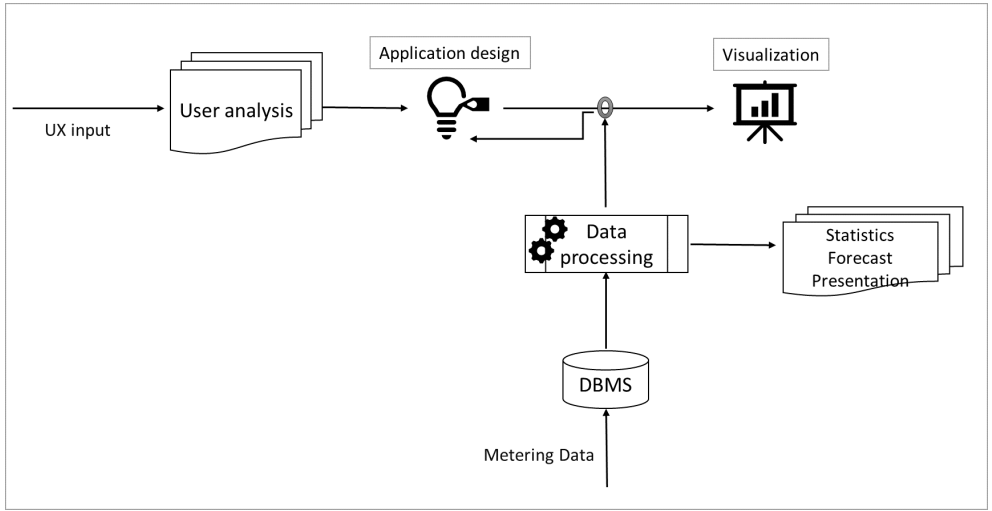 Application design
Visualization
User analysis
UX input
Data
processing
Statistics
Forecast
Presentation
DBMS
Metering Data